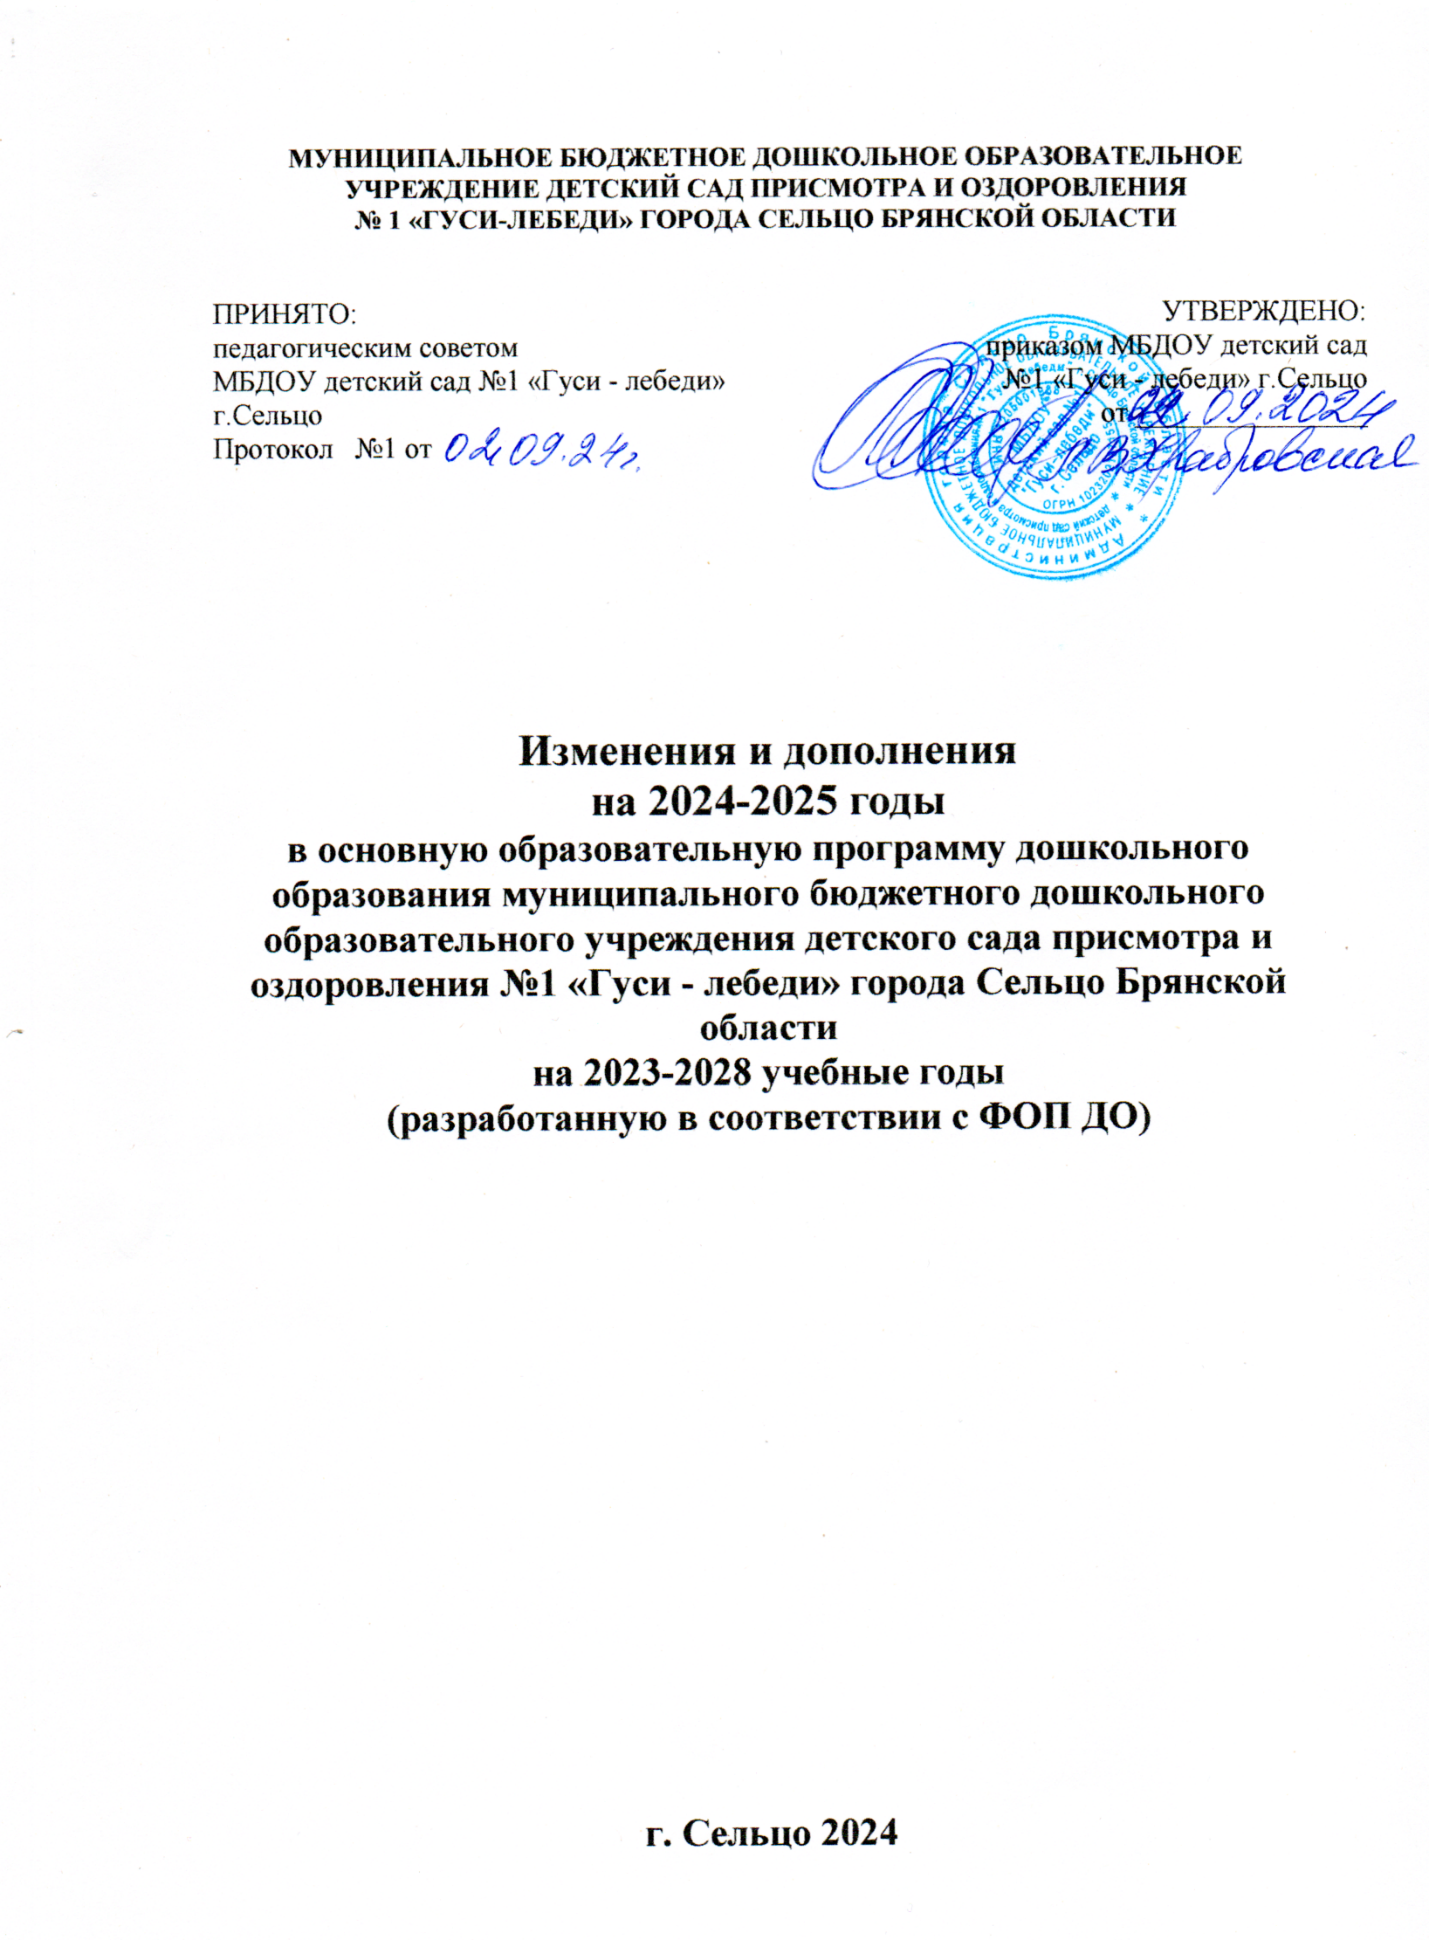 МУНИЦИПАЛЬНОЕ БЮДЖЕТНОЕ ДОШКОЛЬНОЕ ОБРАЗОВАТЕЛЬНОЕ
УЧРЕЖДЕНИЕ ДЕТСКИЙ САД ПРИСМОТРА И ОЗДОРОВЛЕНИЯ
№ 1 «ГУСИ-ЛЕБЕДИ» ГОРОДА СЕЛЬЦО БРЯНСКОЙ ОБЛАСТИ
ПРИНЯТО:
педагогическим советом
МБДОУ детский сад №1 «Гуси - лебеди»
г.Сельцо
Протокол №1 от 02.09.24г.
УТВЕРЖДЕНО:
приказом МБДОУ детский сад
№1 «Гуси - лебеди» г.Сельцо
от 09.2024
МБДОУ
"Гуси-Лебеди"
г. Сельцо
Изменения и дополнения
на 2024-2025 годы
в основную образовательную программу дошкольного
образования муниципального бюджетного дошкольного
образовательного учреждения детского сада присмотра и
оздоровления №1 «Гуси - лебеди» города Сельцо Брянской
области
на 2023-2028 учебные годы
(разработанную в соответствии с ФОП ДО)
г. Сельцо 2024